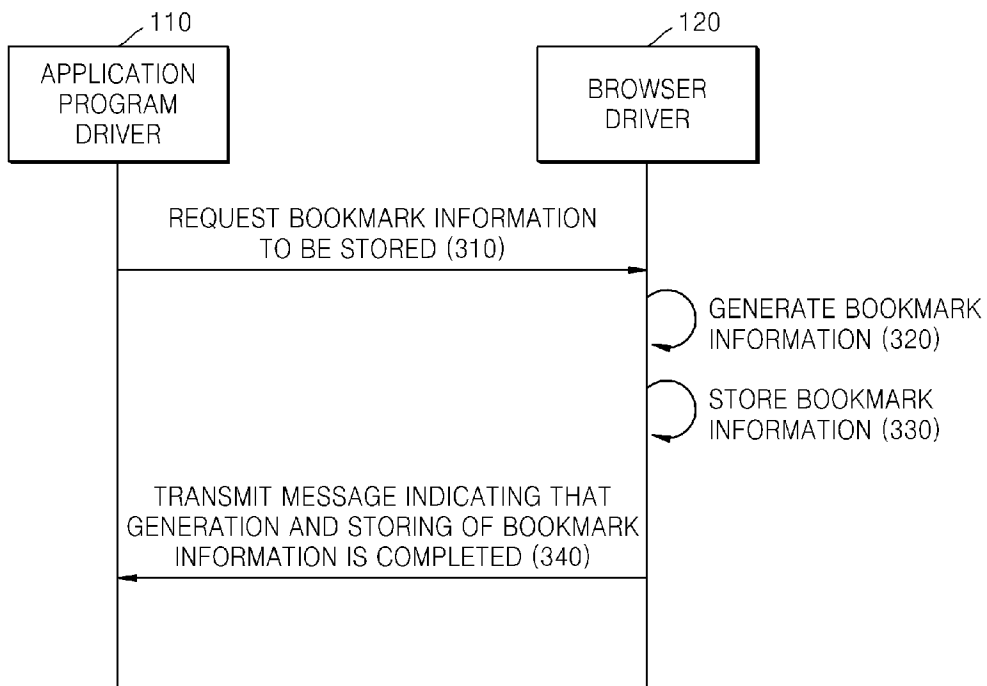 110
120
APPLICATION
PROGRAM
DRIVER
BROWSER
DRIVER
REQUEST BOOKMARK INFORMATION
TO BE STORED (310)
GENERATE BOOKMARK
INFORMATION (320)
STORE BOOKMARK
INFORMATION (330)
TRANSMIT MESSAGE INDICATING THAT
GENERATION AND STORING OF BOOKMARK
INFORMATION IS COMPLETED (340)